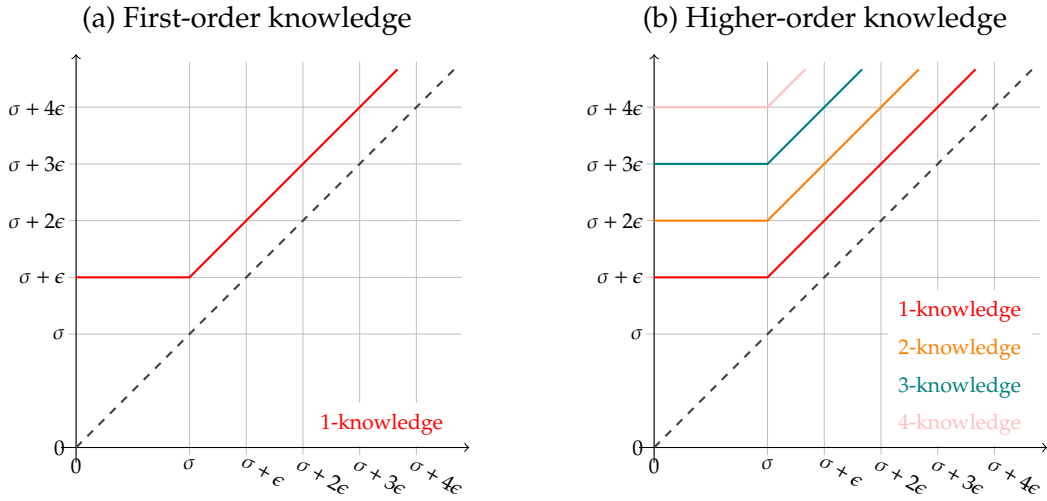 (a) First-order knowledge
σ + 4ϵ
σ + 3ϵ
σ + 2ϵ
σ + ϵ
σ
0
1-knowledge
0
σ
σ + ϵ
σ + 2ϵ
σ + 3ϵ
σ + 4ϵ
(b) Higher-order knowledge
σ + 4ϵ
σ + 3ϵ
σ + 2ϵ
σ + ϵ
σ
0
1-knowledge
2-knowledge
3-knowledge
4-knowledge
0
σ
σ + ϵ
σ + 2ϵ
σ + 3ϵ
σ + 4ϵ